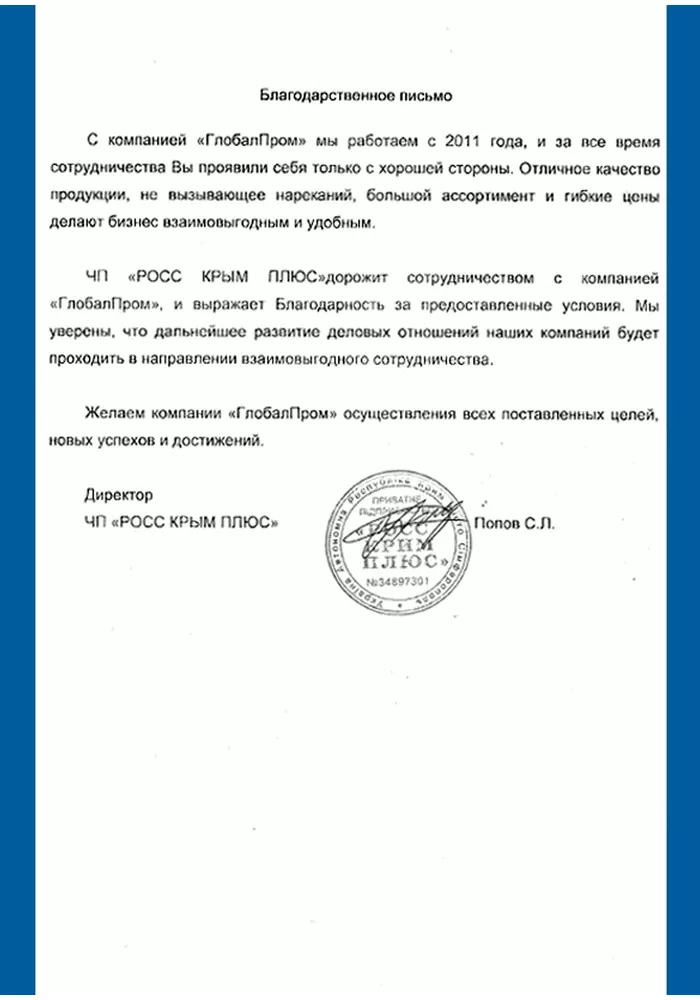 Благодарственное письмо
С компанией «ГлобалПром» мы работаем с 2011 года, и за все время
сотрудничества Вы проявили себя только с хорошей стороны. Отличное качество
продукции, не вызывающее нареканий, большой ассортимент и гибкие цены
делают бизнес взаимовыгодным и удобным.
ЧП «РОСС КРЫМ ПЛЮС»дорожит сотрудничеством с компанией
«ГлобалПром», и выражает Благодарность за предоставленные условия. Мы
уверены, что дальнейшее развитие деловых отношений наших компаний будет
проходить в направлении взаимовыгодного сотрудничества.
Желаем компании «ГлобалПром» осуществления всех поставленных целей,
новых успехов и достижений.
Директор
ЧП «РОСС КРЫМ ПЛЮС»
Попов С.Л.
Україна Автономна Республіка Крим Сімферополь
ПРИВАТНЕ
«РОСС
КРИМ
ПЛЮС»
№34897301